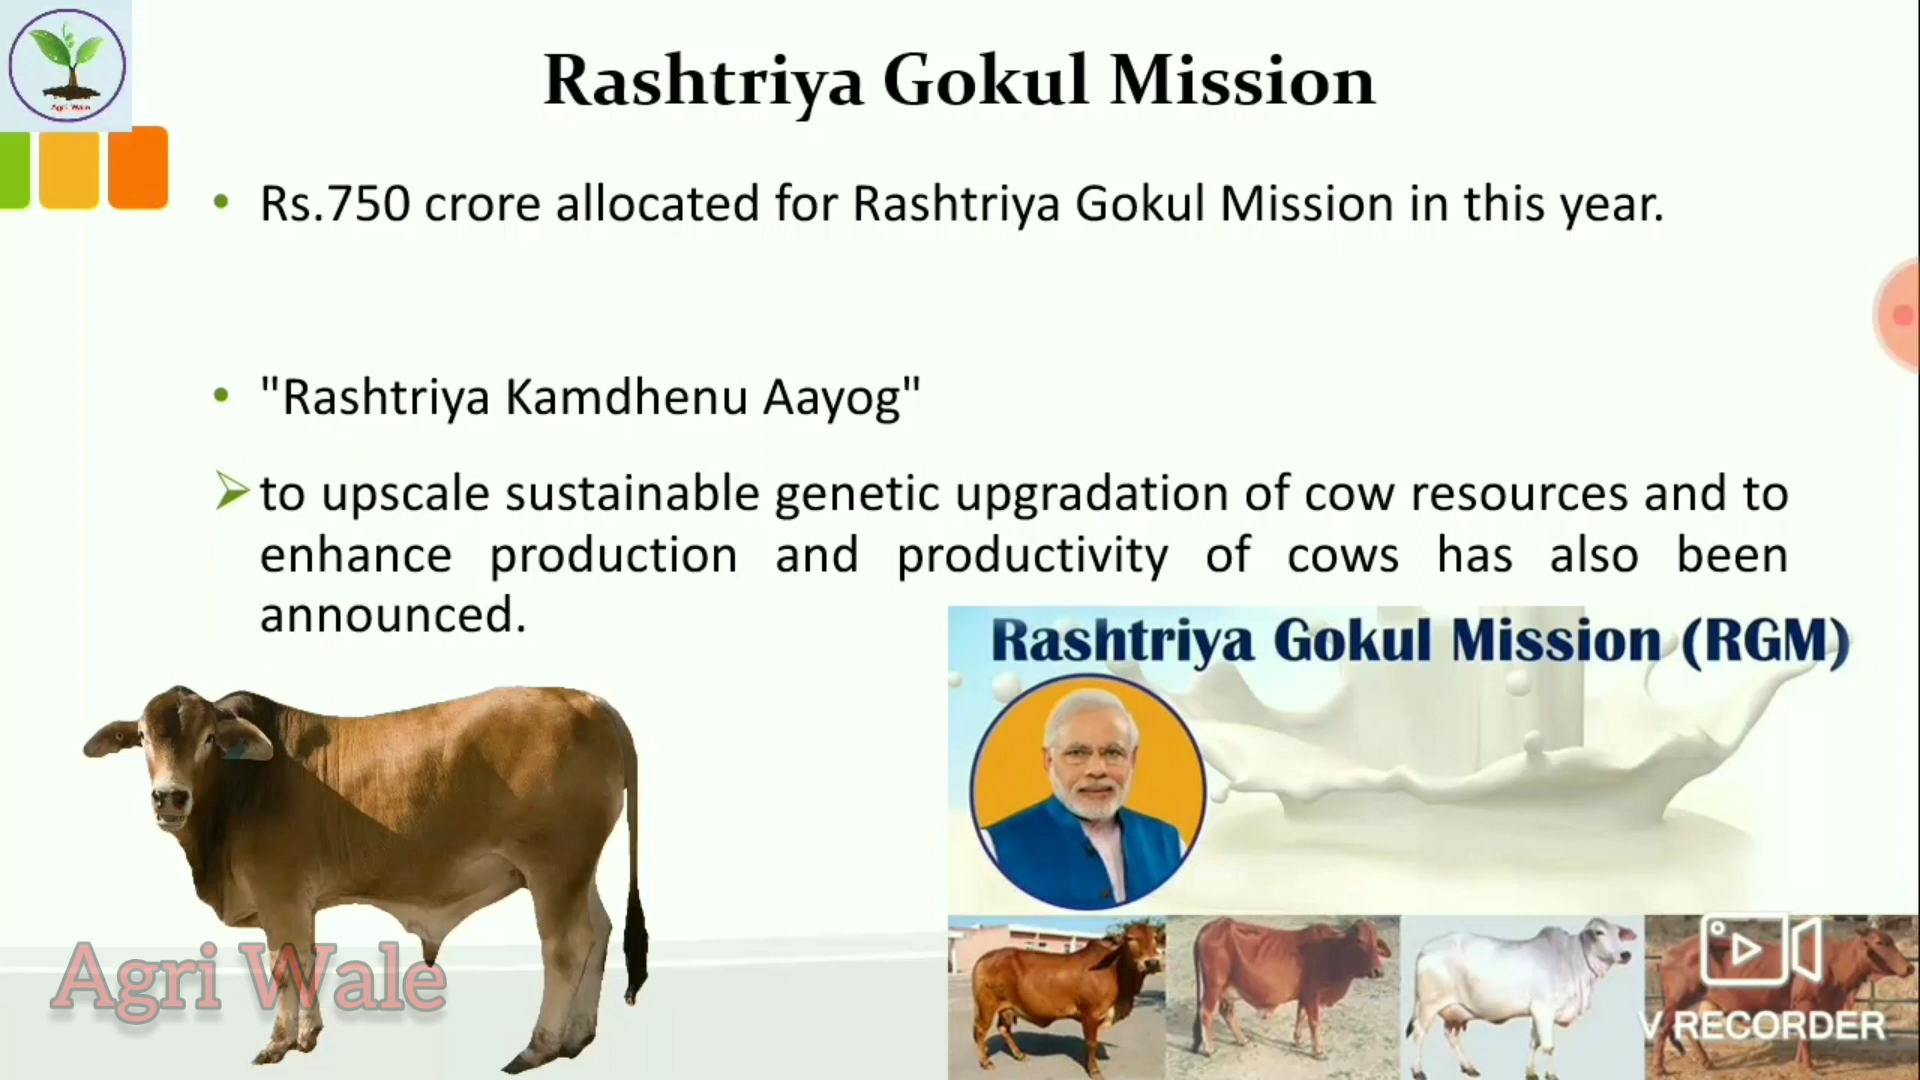 Agri Wale
Rashtriya Gokul Mission
• Rs.750 crore allocated for Rashtriya Gokul Mission in this year.
• "Rashtriya Kamdhenu Aayog"
➢ to upscale sustainable genetic upgradation of cow resources and to
enhance production and productivity of cows has also been
announced.
Rashtriya Gokul Mission (RGM)
Agri Wale
V RECORDER